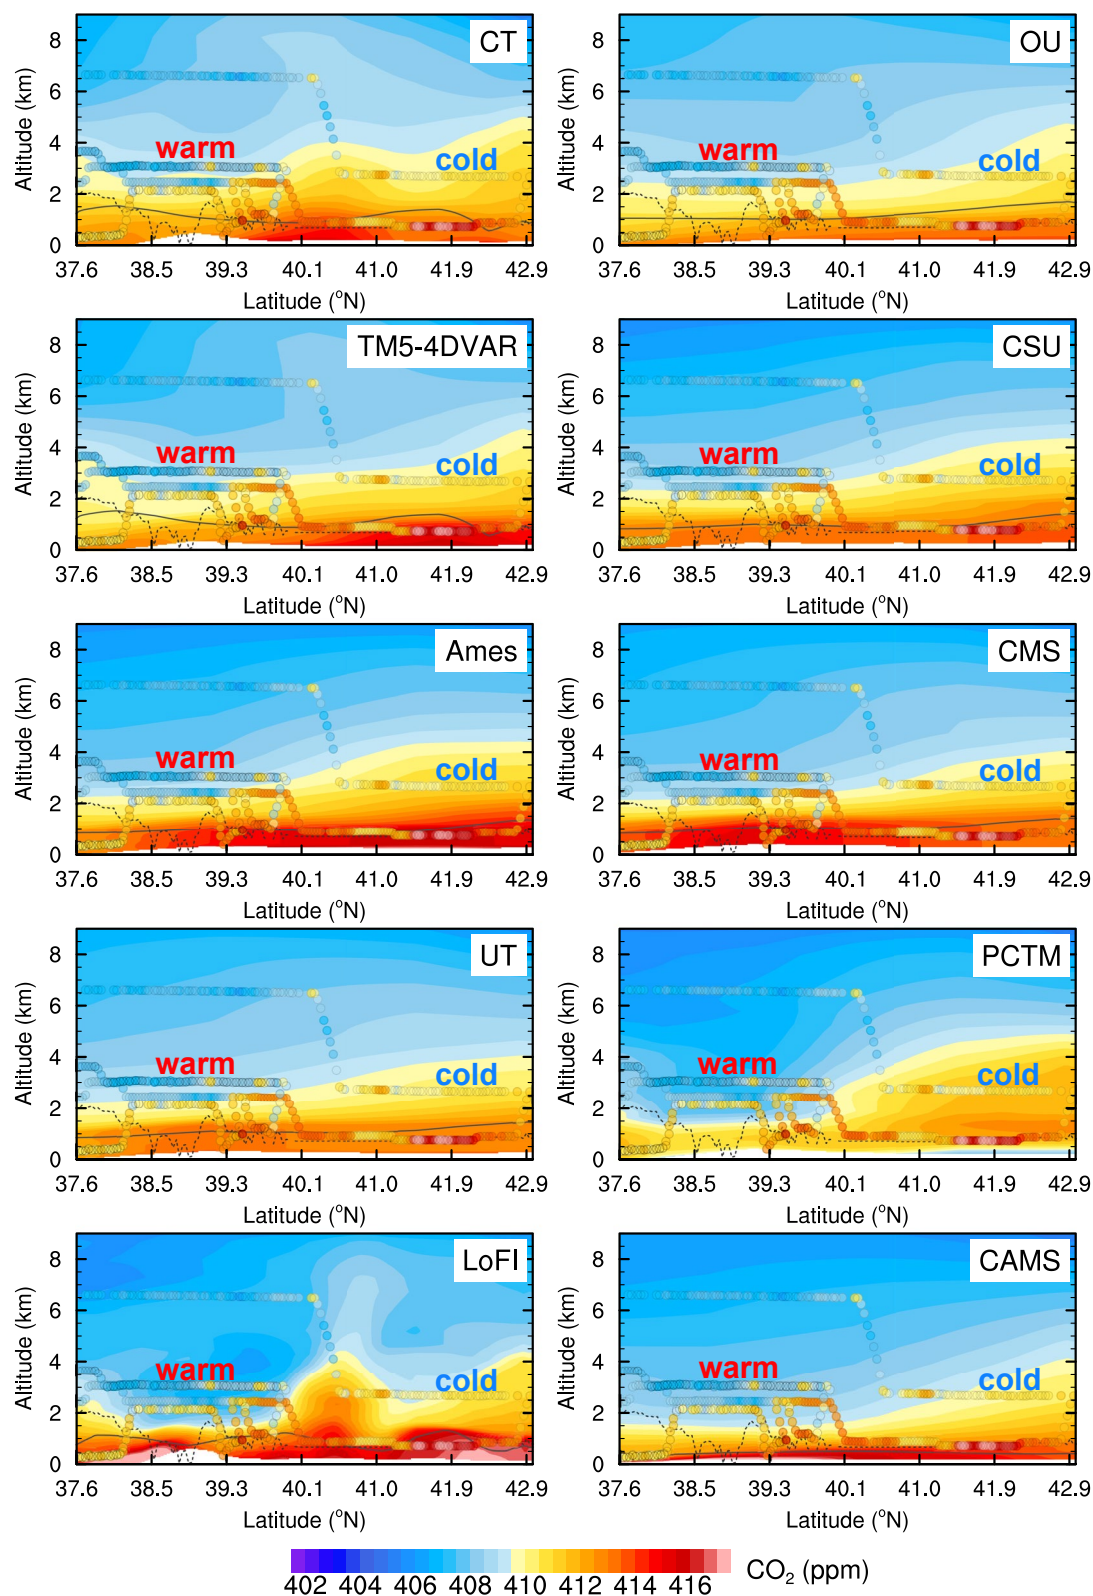 CT
Altitude (km)
8
6
4
2
0
warm
cold
37.6 38.5 39.3 40.1 41.0 41.9 42.9
Latitude (°N)
OU
Altitude (km)
8
6
4
2
0
warm
cold
37.6 38.5 39.3 40.1 41.0 41.9 42.9
Latitude (°N)
TM5-4DVAR
Altitude (km)
8
6
4
2
0
warm
cold
37.6 38.5 39.3 40.1 41.0 41.9 42.9
Latitude (°N)
CSU
Altitude (km)
8
6
4
2
0
warm
cold
37.6 38.5 39.3 40.1 41.0 41.9 42.9
Latitude (°N)
Ames
Altitude (km)
8
6
4
2
0
warm
cold
37.6 38.5 39.3 40.1 41.0 41.9 42.9
Latitude (°N)
CMS
Altitude (km)
8
6
4
2
0
warm
cold
37.6 38.5 39.3 40.1 41.0 41.9 42.9
Latitude (°N)
UT
Altitude (km)
8
6
4
2
0
warm
cold
37.6 38.5 39.3 40.1 41.0 41.9 42.9
Latitude (°N)
PCTM
Altitude (km)
8
6
4
2
0
warm
cold
37.6 38.5 39.3 40.1 41.0 41.9 42.9
Latitude (°N)
LoFI
Altitude (km)
8
6
4
2
0
warm
cold
37.6 38.5 39.3 40.1 41.0 41.9 42.9
Latitude (°N)
CAMS
Altitude (km)
8
6
4
2
0
warm
cold
37.6 38.5 39.3 40.1 41.0 41.9 42.9
Latitude (°N)
402 404 406 408 410 412 414 416 CO₂ (ppm)